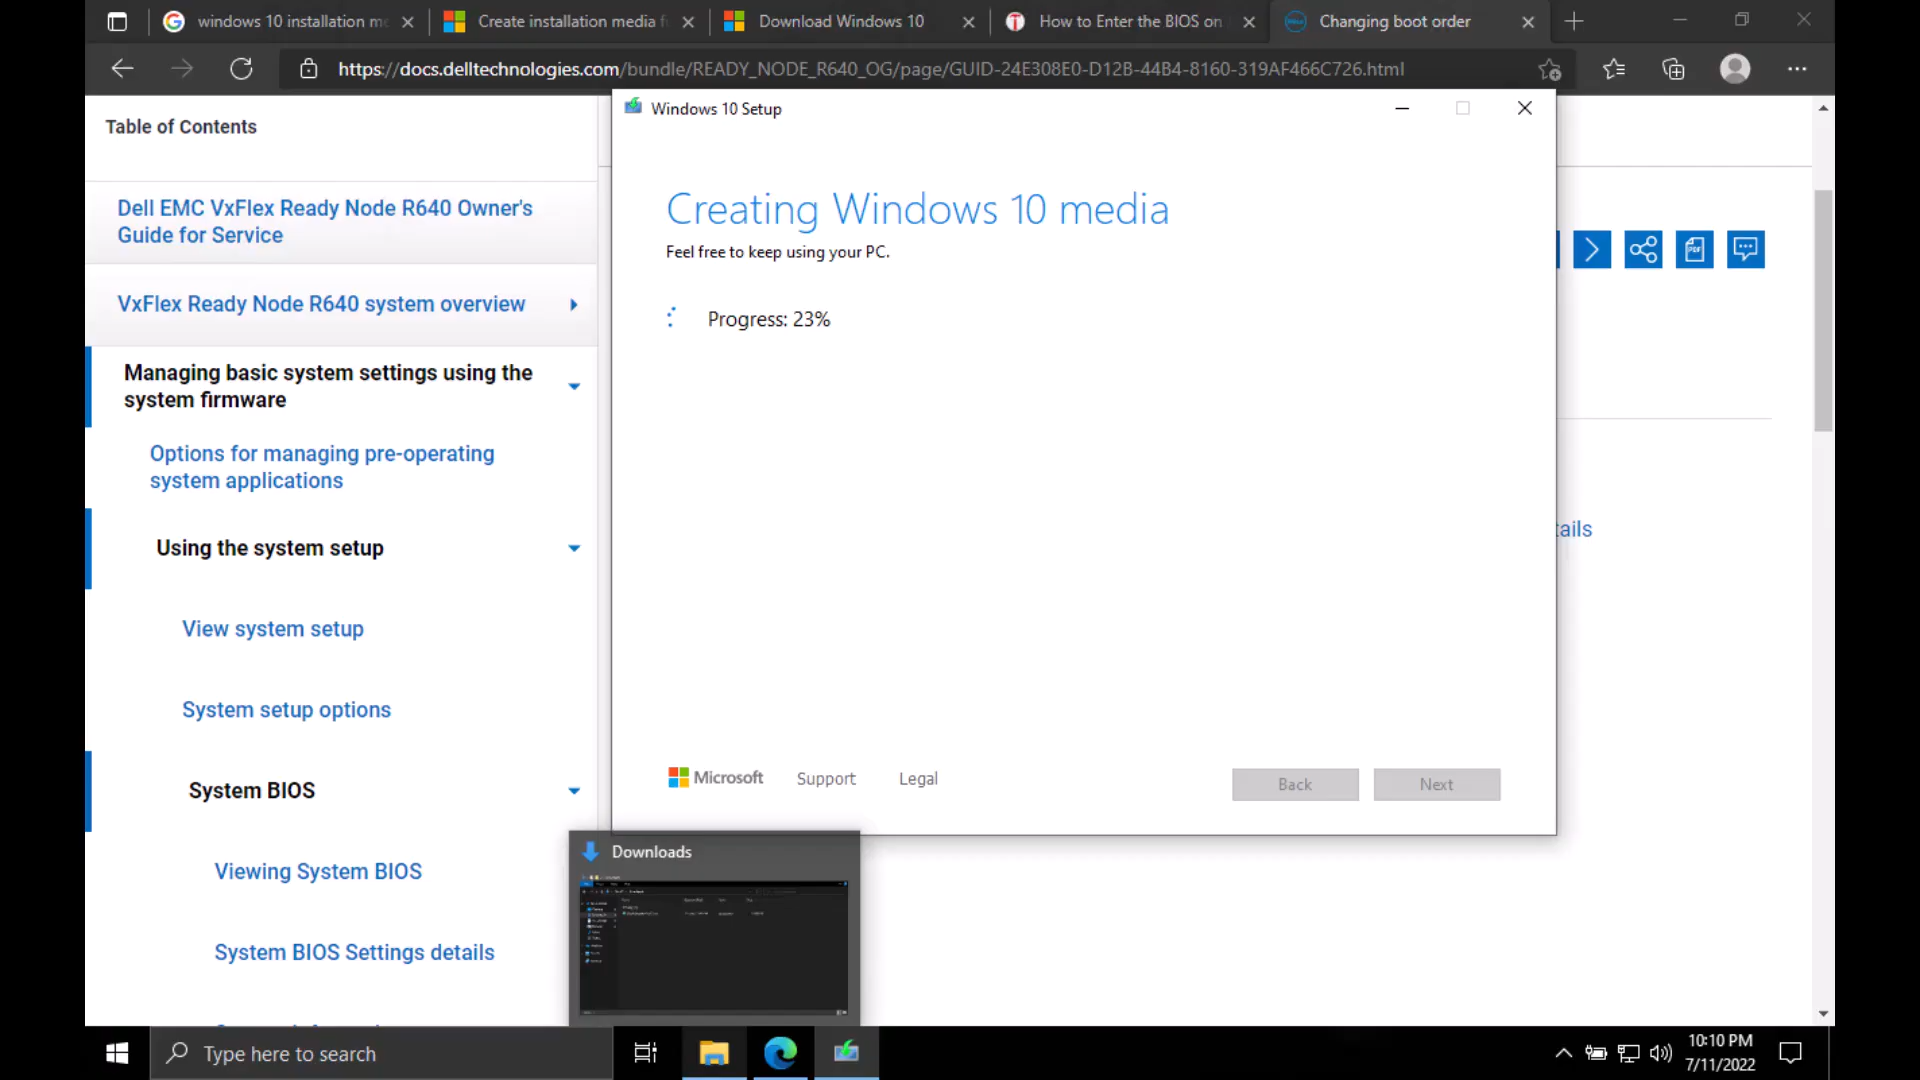 windows 10 installation me
Create installation media f
Download Windows 10
How to Enter the BIOS on
Changing boot order
https://docs.delltechnologies.com/bundle/READY_NODE_R640_OG/page/GUID-24E308E0-D12B-44B4-8160-319AF466C726.html
Table of Contents
Dell EMC VxFlex Ready Node R640 Owner's
Guide for Service
VxFlex Ready Node R640 system overview
Managing basic system settings using the
system firmware
Options for managing pre-operating
system applications
Using the system setup
View system setup
System setup options
System BIOS
Viewing System BIOS
System BIOS Settings details
Windows 10 Setup
Creating Windows 10 media
Feel free to keep using your PC.
Progress: 23%
Microsoft
Support
Legal
Back
Next
PDF
tails
Downloads
Type here to search
10:10 PM
7/11/2022